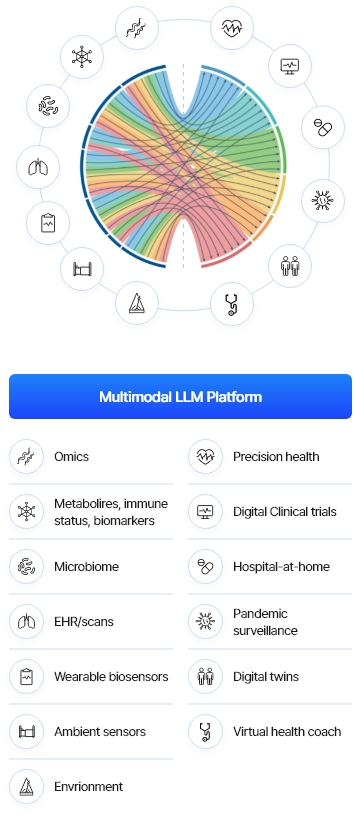 Multimodal LLM Platform
Omics
Precision health
Metabolires, immune
status, biomarkers
Digital Clinical trials
Microbiome
Hospital-at-home
EHR/scans
Pandemic
surveillance
Wearable biosensors
Digital twins
Ambient sensors
Virtual health coach
Envrionment